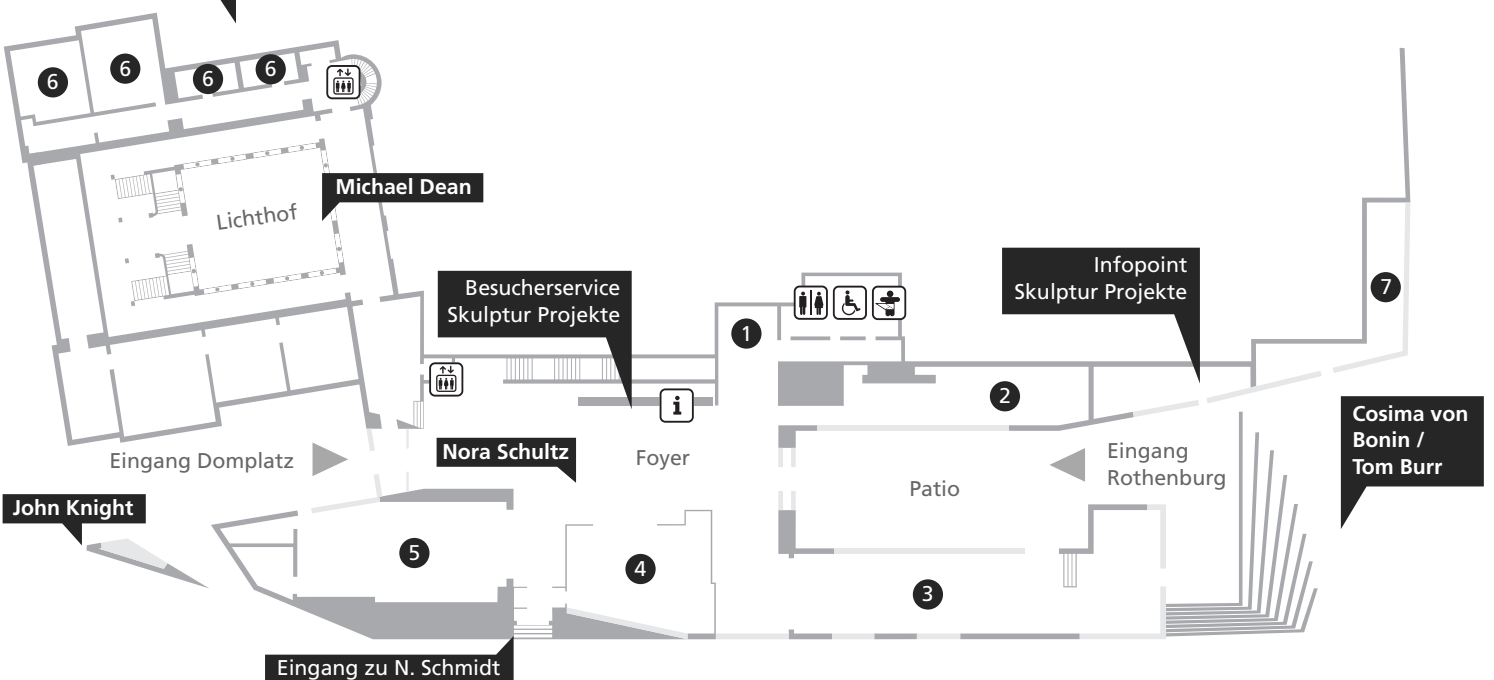 6
6
6
6
Michael Dean
Lichthof
Besucherservice
Skulptur Projekte
Infopoint
Skulptur Projekte
7
1
i
2
Cosima von
Bonin /
Tom Burr
Eingang Domplatz
Nora Schultz
Foyer
Patio
Eingang
Rothenburg
John Knight
5
4
3
Eingang zu N. Schmidt